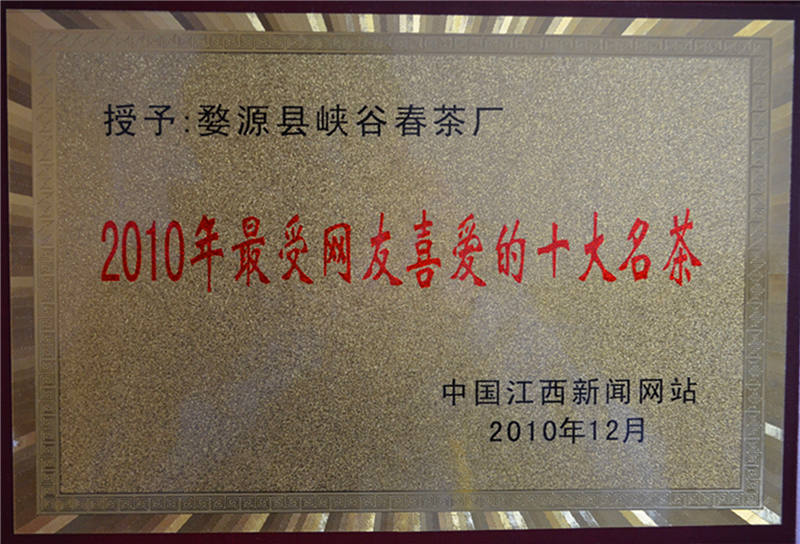 授予:婺源县峡谷春茶厂
2010年最受网友喜爱的十大名茶
中国江西新闻网站
2010年12月